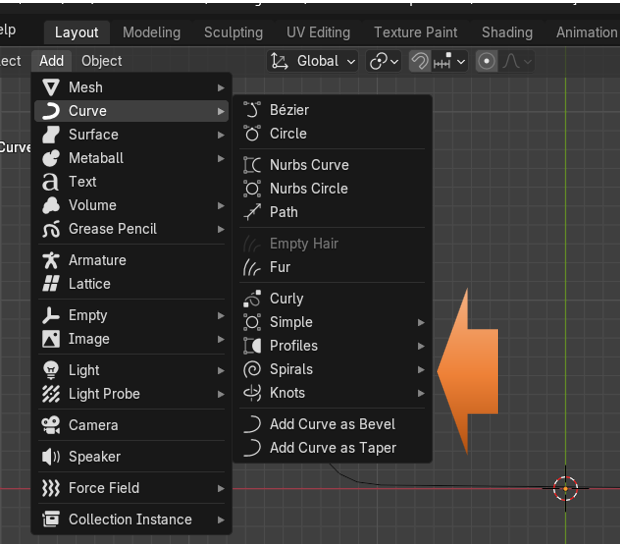 elp Layout Modeling Sculpting UV Editing Texture Paint Shading Animation
ect Add Object Global
Mesh
Curve
Surface
Metaball
Text
Volume
Grease Pencil
Armature
Lattice
Empty
Image
Light
Light Probe
Camera
Speaker
Force Field
Collection Instance
Curve
Bézier
Circle
Nurbs Curve
Nurbs Circle
Path
Empty Hair
Fur
Curly
Simple
Profiles
Spirals
Knots
Add Curve as Bevel
Add Curve as Taper